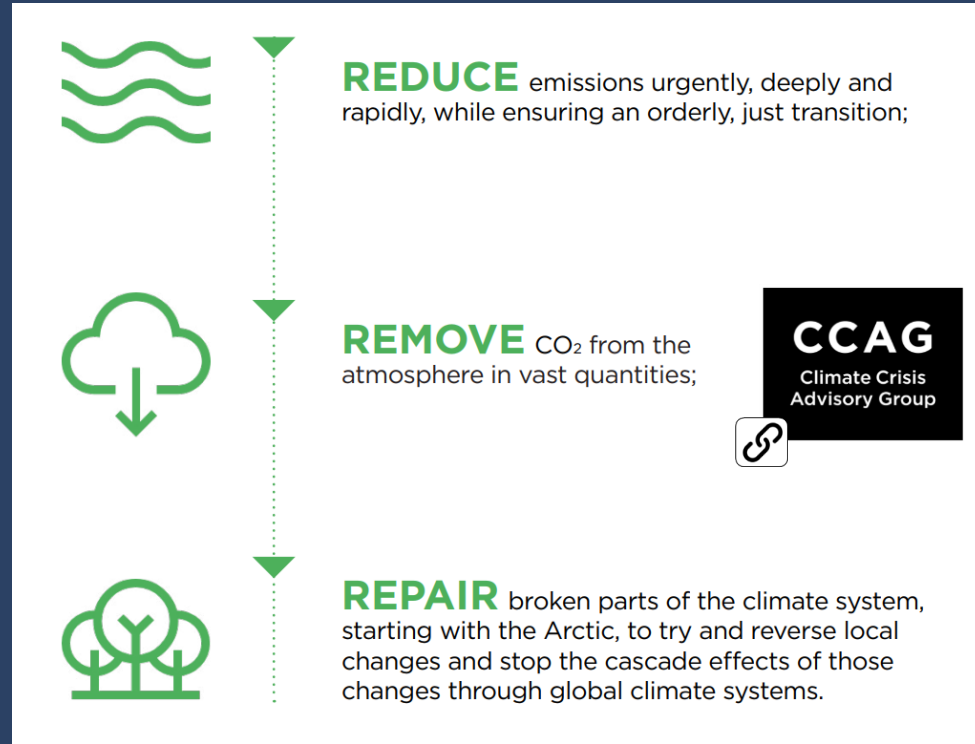 REDUCE emissions urgently, deeply and
rapidly, while ensuring an orderly, just transition;
REMOVE CO₂ from the
atmosphere in vast quantities;
CCAG
Climate Crisis
Advisory Group
REPAIR broken parts of the climate system,
starting with the Arctic, to try and reverse local
changes and stop the cascade effects of those
changes through global climate systems.